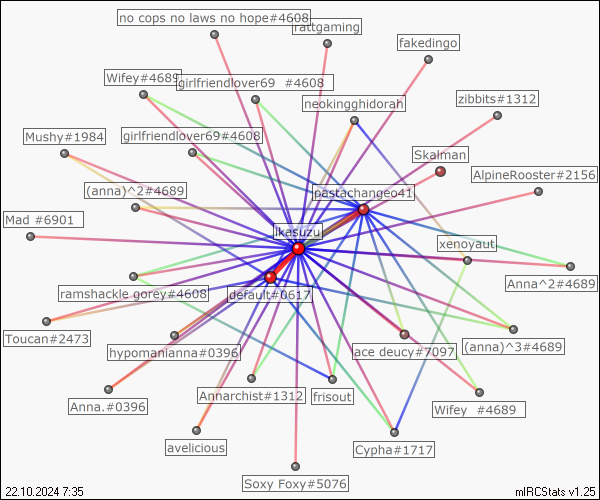 no cops no laws no hope#4608
rattgaming
fakedingo
Wifey#4689
girlfriendlover69 #4608
neokingghidorah
zibbits#1312
Mushy#1984
girlfriendlover69#4608
Skalman
AlpineRooster#2156
(anna)^2#4689
pastachangeo41
Mad #6901
ikasuzu
xenoyaut
Anna^2#4689
ramshackle gorey#4608
default#0617
Toucan#2473
hypomanianna#0396
ace deucy#7097
(anna)^3#4689
Anna.#0396
Annarchist#1312
frisout
Wifey #4689
avelicious
Cypha#1717
Soxy Foxy#5076
22.10.2024 7:35
mIRCStats v1.25